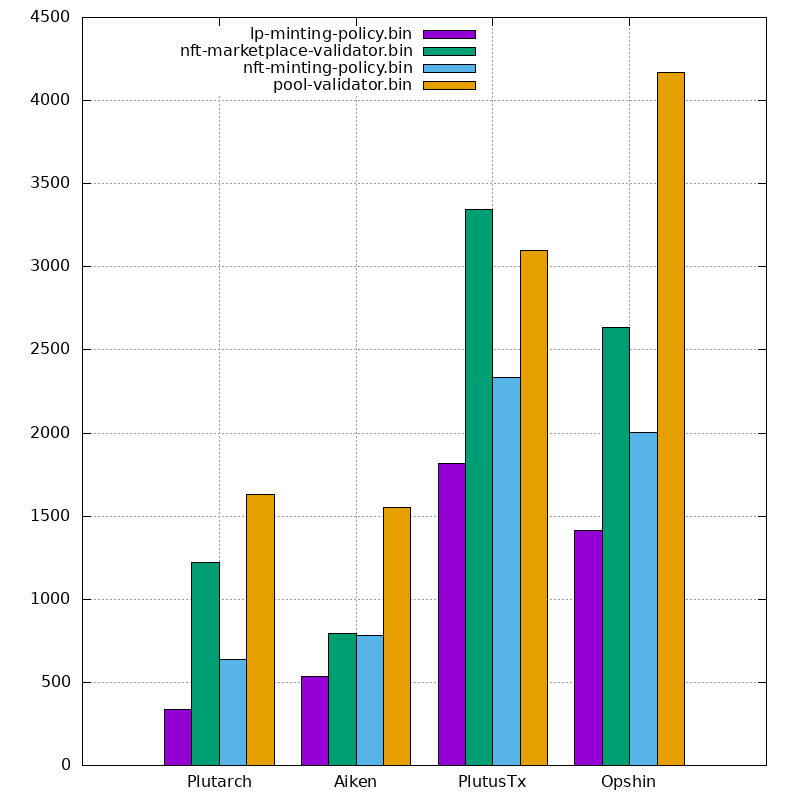 4500
4000
3500
3000
2500
2000
1500
1000
500
0
lp-minting-policy.bin
nft-marketplace-validator.bin
nft-minting-policy.bin
pool-validator.bin
Plutarch Aiken PlutusTx Opshin